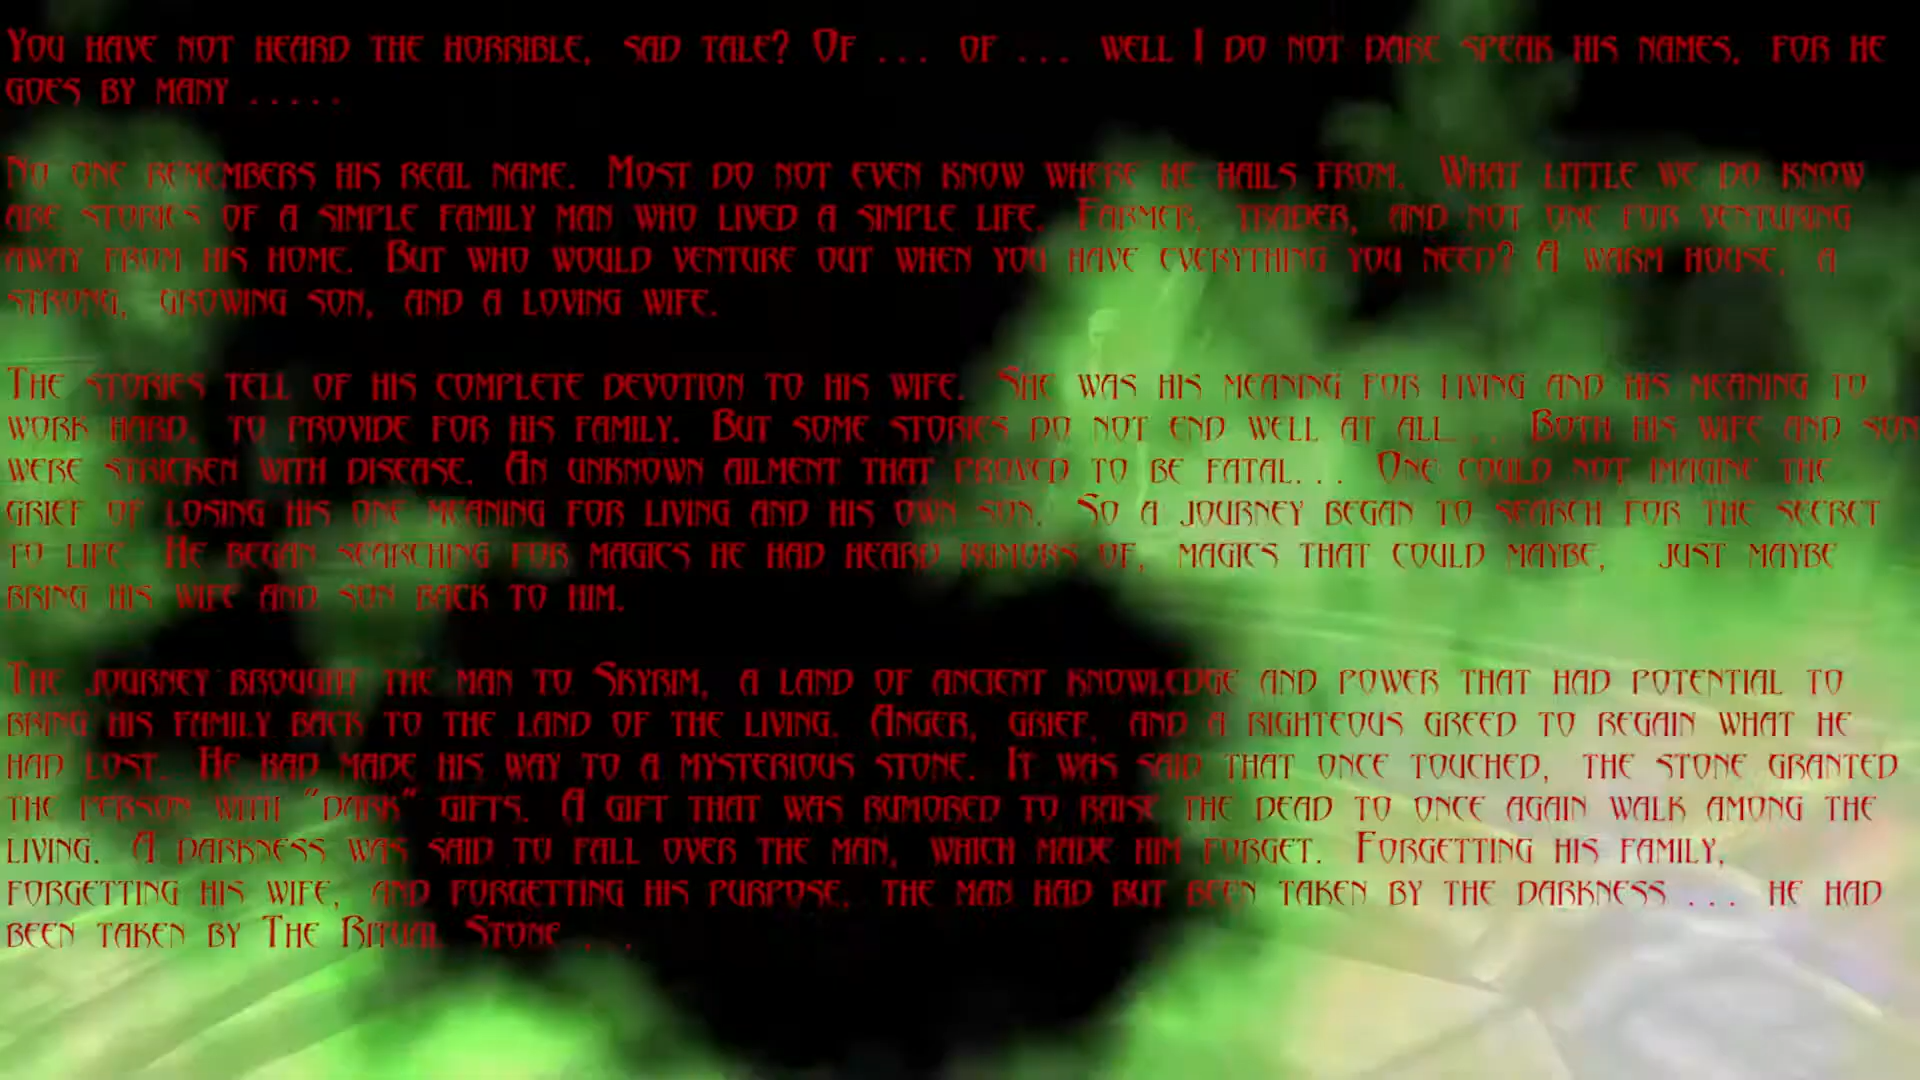 You have not heard the horrible, sad tale? Of ... of ... well I do not dare speak his names, for he
goes by many .....
No one remembers his real name. Most do not even know where he hails from. What little we do know
are stories of a simple family man who lived a simple life. Farmer, trader, and not one for venturing
away from his home. But who would venture out when you have everything you need? A warm house, a
strong, growing son, and a loving wife.
The stories tell of his complete devotion to his wife. She was his meaning for living and his meaning to
work hard, to provide for his family. But some stories do not end well at all... Both his wife and son
were stricken with disease. An unknown ailment that proved to be fatal... One could not imagine the
grief of losing his one meaning for living and his own son. So a journey began to search for the secret
to life. He began searching for magics he had heard rumors of, magics that could maybe, just maybe
bring his wife and son back to him.
The journey brought the man to Skyrim, a land of ancient knowledge and power that had potential to
bring his family back to the land of the living. Anger, grief, and a righteous greed to regain what he
had lost. He had made his way to a mysterious stone. It was said that once touched, the stone granted
the person with "dark" gifts. A gift that was rumored to raise the dead to once again walk among the
living. A darkness was said to fall over the man, which made him forget. Forgetting his family,
forgetting his wife, and forgetting his purpose, the man had but been taken by the darkness ... he had
been taken by The Ritual Stone ...